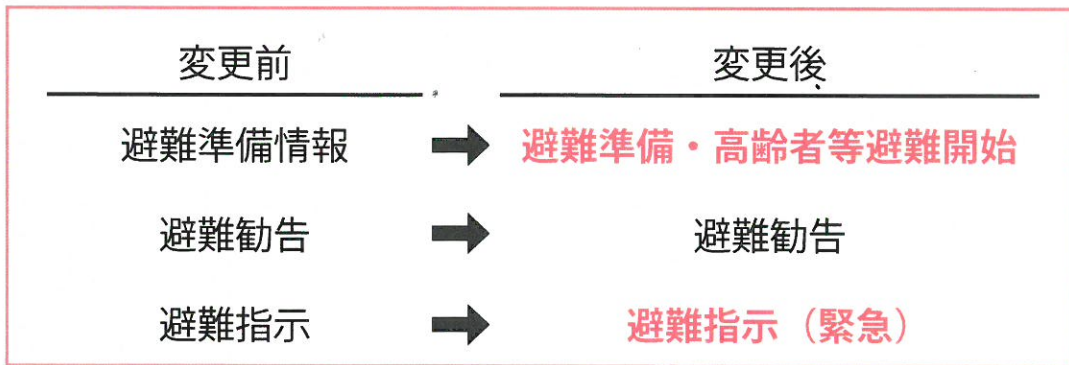 変更前 変更後
避難準備情報 ➡ 避難準備・高齢者等避難開始
避難勧告 ➡ 避難勧告
避難指示 ➡ 避難指示（緊急）